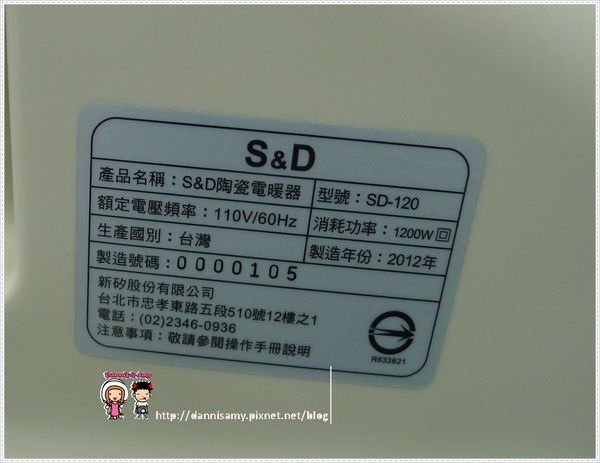 S&D
產品名稱：S&D陶瓷電暖器 型號：SD-120
額定電壓頻率：110V/60Hz 消耗功率：1200W
生產國別：台灣 製造年份：2012年
製造號碼：0000105
新矽股份有限公司
台北市忠孝東路五段510號12樓之1
電話：(02)2346-0936
注意事項：敬請參閱操作手冊說明
R633621
Dannis & Amy
http://dannisamy.pixnet.net/blog